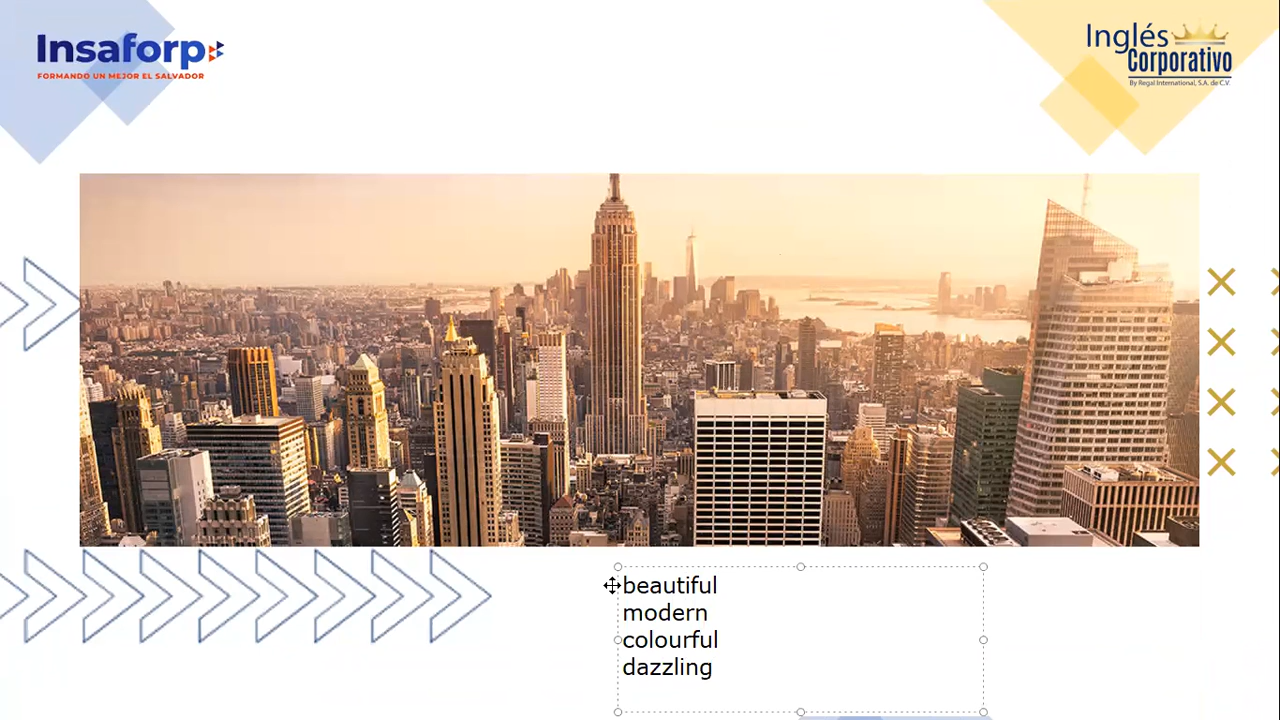 Insaforp
FORMANDO UN MEJOR EL SALVADOR
Inglés
Corporativo
By Regal International, S.A. de C.V.
beautiful
modern
colourful
dazzling